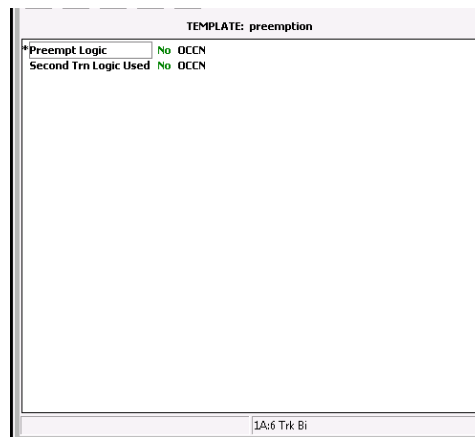 TEMPLATE: preemption
*Preempt Logic No OCCN
Second Trn Logic Used No OCCN
1A:6 Trk Bi